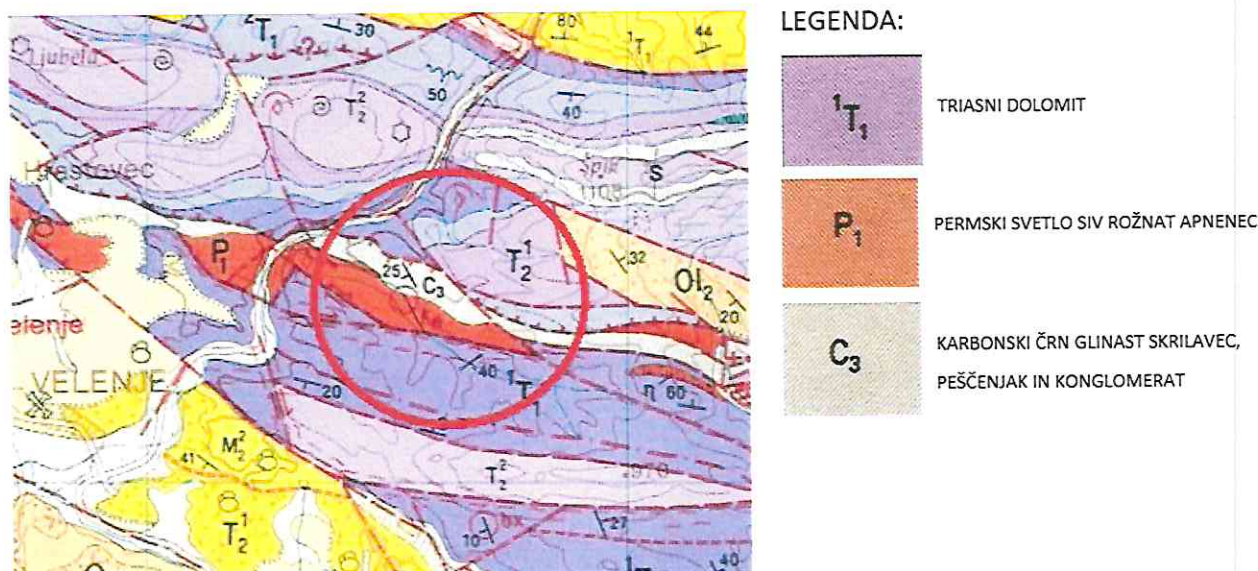 LEGENDA:
¹T₁
TRIASNI DOLOMIT
P₁
PERMSKI SVETLO SIV ROŽNAT APNENEC
C₃
KARBONSKI ČRN GLINAST SKRILAVEC,
PEŠČENJAK IN KONGLOMERAT
²T₁
30
80
44
¹T₁
Ljubela
?
50
40
T₂²
Hrastovec
Špik
1108
S
P₁
25
C₃
T₂¹
32
Ol₂
20
elenje
VELENJE
20
40
¹T₁
η
60
M₂²
41
T₂²
T₂¹
10
27
40